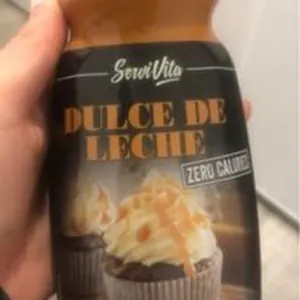 ServiVita
DULCE DE
LECHE
ZERO CALORIES